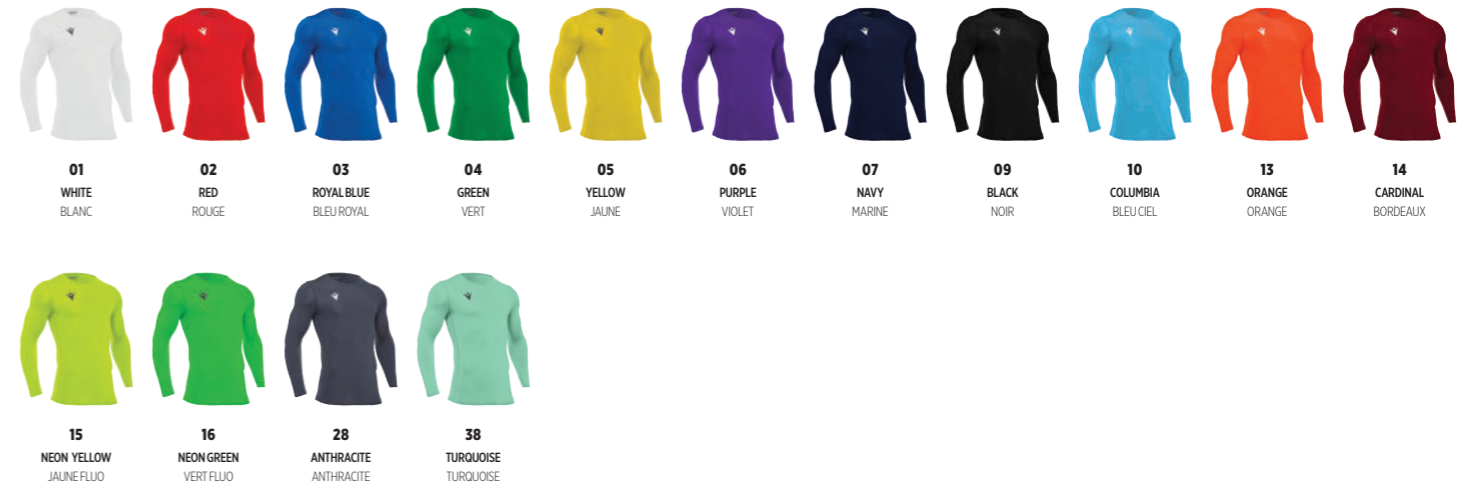 01
WHITE
BLANC
02
RED
ROUGE
03
ROYAL BLUE
BLEU ROYAL
04
GREEN
VERT
05
YELLOW
JAUNE
06
PURPLE
VIOLET
07
NAVY
MARINE
09
BLACK
NOIR
10
COLUMBIA
BLEU CIEL
13
ORANGE
ORANGE
14
CARDINAL
BORDEAUX
15
NEON YELLOW
JAUNE FLUO
16
NEON GREEN
VERT FLUO
28
ANTHRACITE
ANTHRACITE
38
TURQUOISE
TURQUOISE